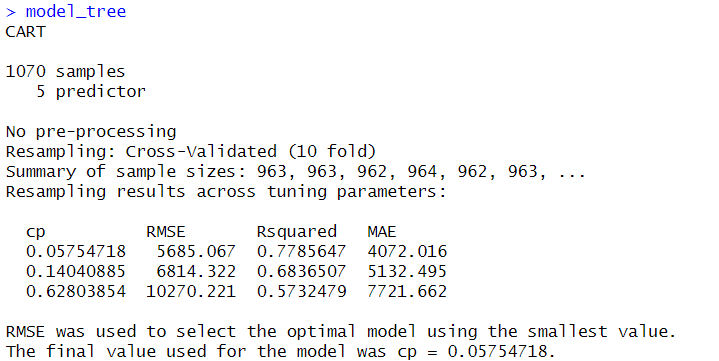 > model_tree
CART

1070 samples
   5 predictor

No pre-processing
Resampling: Cross-Validated (10 fold)
Summary of sample sizes: 963, 963, 962, 964, 962, 963, ...
Resampling results across tuning parameters:

  cp          RMSE       Rsquared   MAE
  0.05754718   5685.067  0.7785647  4072.016
  0.14040885   6814.322  0.6836507  5132.495
  0.62803854  10270.221  0.5732479  7721.662

RMSE was used to select the optimal model using the smallest value.
The final value used for the model was cp = 0.05754718.